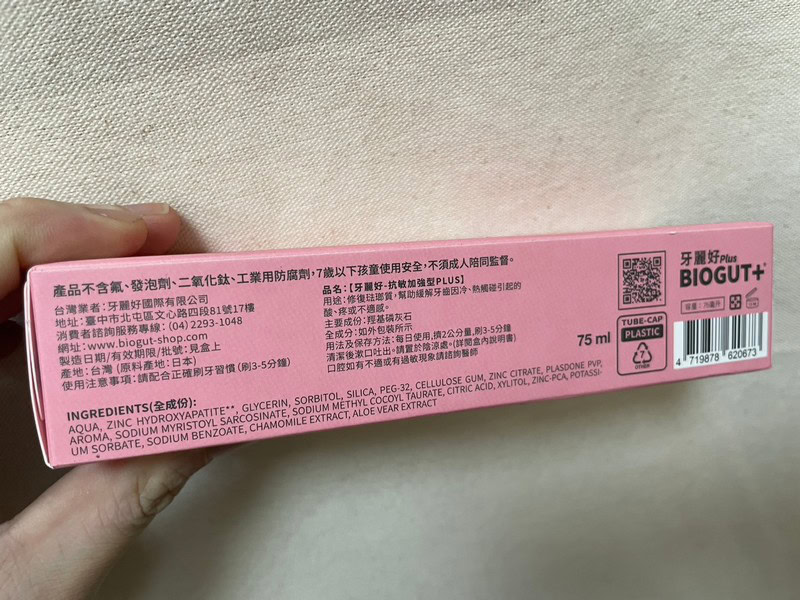 產品不含氟、發泡劑、二氧化鈦、工業用防腐劑,7歲以下孩童使用安全,不須成人陪同監督。
台灣業者:牙麗好國際有限公司
地址:臺中市北屯區文心路四段81號17樓
消費者諮詢服務專線:(04) 2293-1048
網址:www.biogut-shop.com
製造日期/有效期限/批號:見盒上
產地:台灣(原料產地:日本)
使用注意事項:請配合正確刷牙習慣(刷3-5分鐘)
品名:【牙麗好-抗敏加強型PLUS】
用途:修復琺瑯質,幫助緩解牙齒因冷、熱觸碰引起的
酸、疼或不適感。
主要成份:羥基磷灰石
全成分:如外包裝所示
用法及保存方法:每日使用,擠2公分量,刷3-5分鐘
清潔後漱口吐出。請置於陰涼處。(詳閱盒內說明書)
口腔如有不適或有過敏現象請諮詢醫師
INGREDIENTS(全成份):
AQUA, ZINC HYDROXYAPATITE**, GLYCERIN, SORBITOL, SILICA, PEG-32, CELLULOSE GUM, ZINC CITRATE, PLASDONE PVP,
AROMA, SODIUM MYRISTOYL SARCOSINATE, SODIUM METHYL COCOYL TAURATE, CITRIC ACID, XYLITOL, ZINC-PCA, POTASSI-
UM SORBATE, SODIUM BENZOATE, CHAMOMILE EXTRACT, ALOE VEAR EXTRACT
75 ml
TUBE-CAP
PLASTIC
7
OTHER
牙麗好Plus
BIOGUT+
容量:75毫升
4 719878 620673